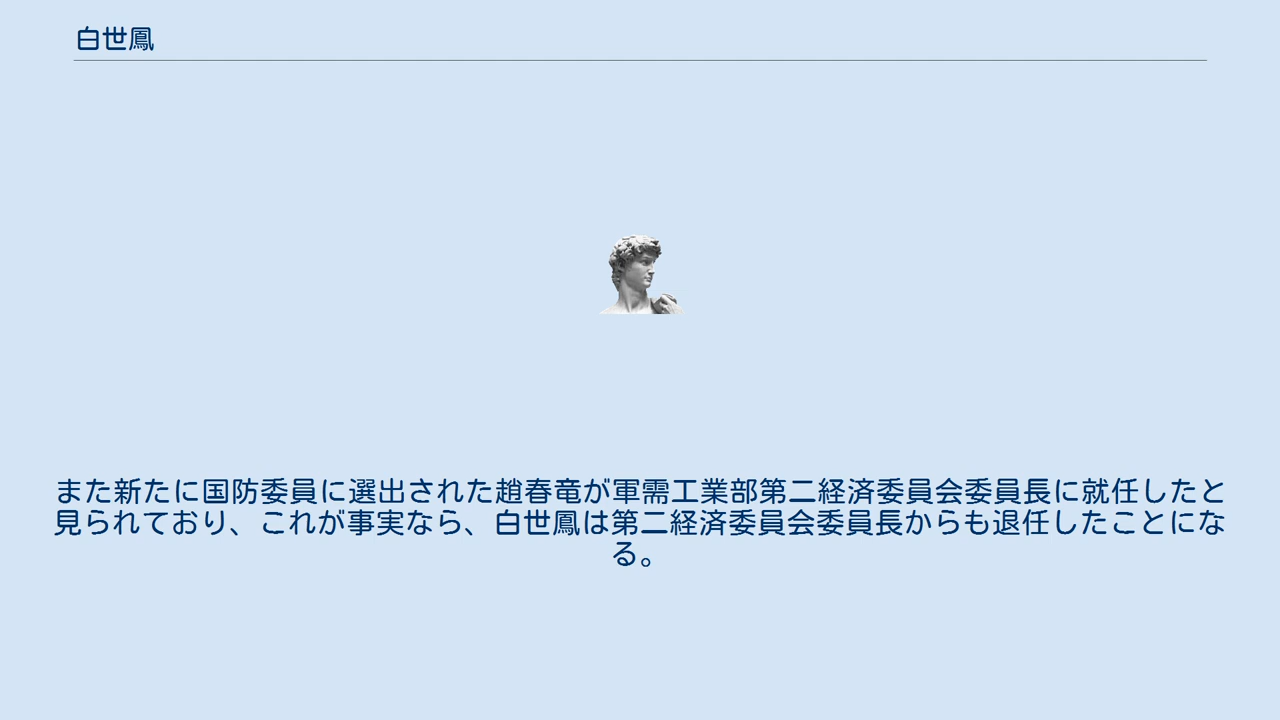 白世鳳
また新たに国防委員に選出された趙春竜が軍需工業部第二経済委員会委員長に就任したと
見られており、これが事実なら、白世鳳は第二経済委員会委員長からも退任したことにな
る。